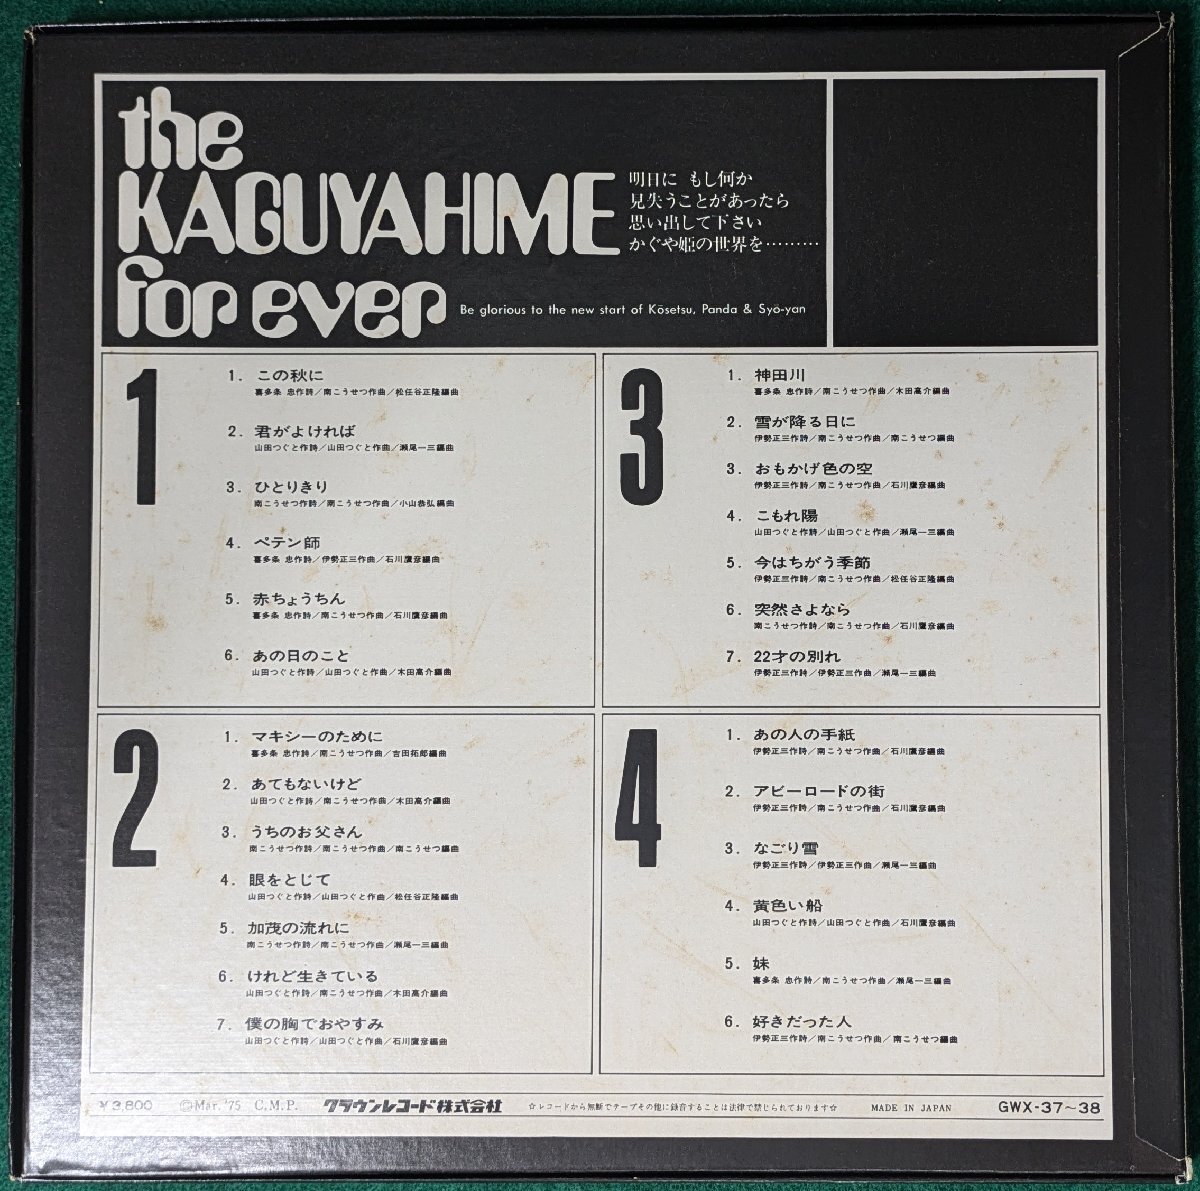 the
KAGUYAHIME
for ever
明日に もし何か
見失うことがあったら
思い出して下さい
かぐや姫の世界を………
Be glorious to the new start of Kōsetsu, Panda & Syō-yan
1
1. この秋に
喜多条 忠作詩／南こうせつ作曲／松任谷正隆編曲
2. 君がよければ
山田つぐと作詩／山田つぐと作曲／瀬尾一三編曲
3. ひとりきり
南こうせつ作詩／南こうせつ作曲／小山恭弘編曲
4. ペテン師
喜多条 忠作詩／伊勢正三作曲／石川鷹彦編曲
5. 赤ちょうちん
喜多条 忠作詩／南こうせつ作曲／石川鷹彦編曲
6. あの日のこと
山田つぐと作詩／山田つぐと作曲／木田高介編曲
2
1. マキシーのために
喜多条 忠作詩／南こうせつ作曲／吉田拓郎編曲
2. あてもないけど
山田つぐと作詩／南こうせつ作曲／木田高介編曲
3. うちのお父さん
南こうせつ作詩／南こうせつ作曲／南こうせつ編曲
4. 眼をとじて
山田つぐと作詩／山田つぐと作曲／松任谷正隆編曲
5. 加茂の流れに
南こうせつ作詩／南こうせつ作曲／瀬尾一三編曲
6. けれど生きている
山田つぐと作詩／南こうせつ作曲／木田高介編曲
7. 僕の胸でおやすみ
山田つぐと作詩／山田つぐと作曲／石川鷹彦編曲
3
1. 神田川
喜多条 忠作詩／南こうせつ作曲／木田高介編曲
2. 雪が降る日に
伊勢正三作詩／南こうせつ作曲／南こうせつ編曲
3. おもかげ色の空
伊勢正三作詩／南こうせつ作曲／石川鷹彦編曲
4. こもれ陽
山田つぐと作詩／山田つぐと作曲／瀬尾一三編曲
5. 今はちがう季節
伊勢正三作詩／南こうせつ作曲／松任谷正隆編曲
6. 突然さよなら
南こうせつ作詩／南こうせつ作曲／石川鷹彦編曲
7. 22才の別れ
伊勢正三作詩／伊勢正三作曲／瀬尾一三編曲
4
1. あの人の手紙
伊勢正三作詩／南こうせつ作曲／石川鷹彦編曲
2. アビーロードの街
伊勢正三作詩／南こうせつ作曲／石川鷹彦編曲
3. なごり雪
伊勢正三作詩／伊勢正三作曲／瀬尾一三編曲
4. 黄色い船
山田つぐと作詩／山田つぐと作曲／石川鷹彦編曲
5. 妹
喜多条 忠作詩／南こうせつ作曲／瀬尾一三編曲
6. 好きだった人
伊勢正三作詩／南こうせつ作曲／南こうせつ編曲
¥3,800 ©Mar. '75 C.M.P. クラウンレコード株式会社 ☆レコードから無断でテープその他に録音することは法律で禁じられております☆ MADE IN JAPAN GWX-37～38